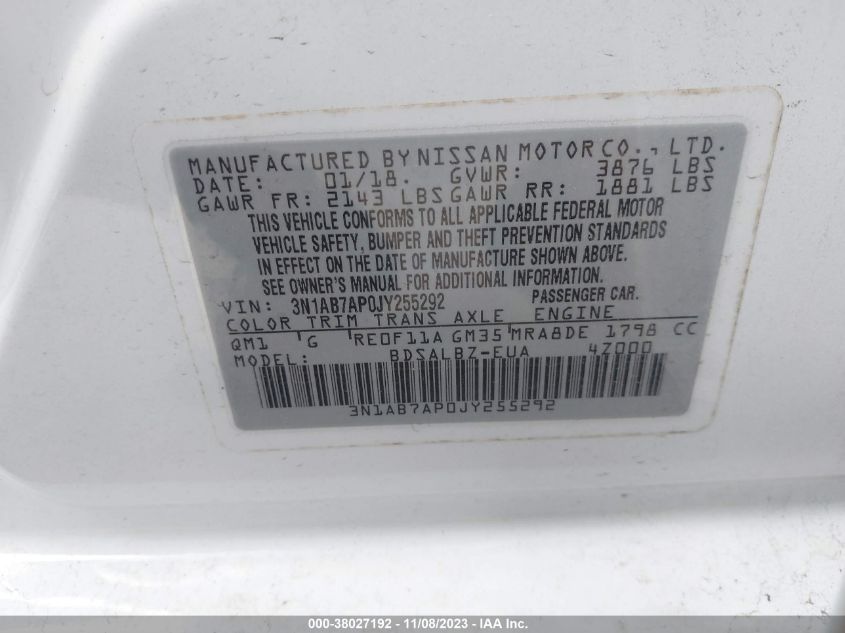 MANUFACTURED BY NISSAN MOTOR CO., LTD.
DATE: 01/18. GVWR: 3876 LBS
GAWR FR: 2143 LBS GAWR RR: 1881 LBS
THIS VEHICLE CONFORMS TO ALL APPLICABLE FEDERAL MOTOR
VEHICLE SAFETY, BUMPER AND THEFT PREVENTION STANDARDS
IN EFFECT ON THE DATE OF MANUFACTURE SHOWN ABOVE.
SEE OWNER'S MANUAL FOR ADDITIONAL INFORMATION.
VIN: 3N1AB7AP0JY255292 PASSENGER CAR.
COLOR TRIM TRANS AXLE ENGINE
QM1 'G 'RE0F11A GM35 MRA8DE 1798 CC
MODEL: BDSALBZ-EUA 4Z000
3N1AB7AP0JY255292
000-38027192 - 11/08/2023 - IAA Inc.